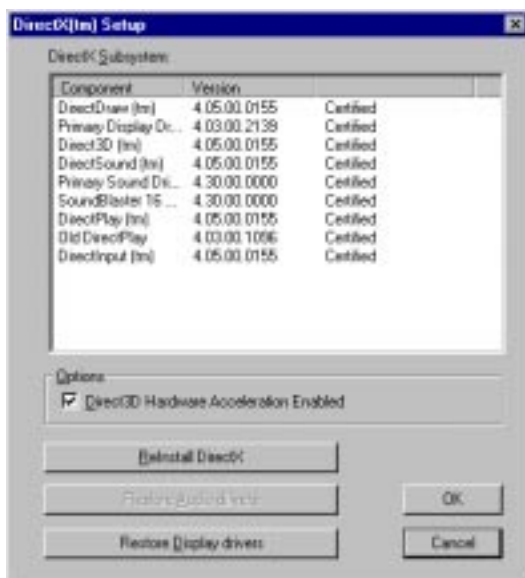 DirectX(tm) Setup
DirectX Subsystem:
Component Version
DirectDraw (tm) 4.05.00.0155 Certified
Primary Display Dr... 4.03.00.2139 Certified
Direct3D (tm) 4.05.00.0155 Certified
DirectSound (tm) 4.05.00.0155 Certified
Primary Sound Dri... 4.30.00.0000 Certified
SoundBlaster 16 ... 4.30.00.0000 Certified
DirectPlay (tm) 4.05.00.0155 Certified
Old DirectPlay 4.03.00.1096 Certified
DirectInput (tm) 4.05.00.0155 Certified
Options
Direct3D Hardware Acceleration Enabled
ReInstall DirectX
Restore Audio drivers
OK
Restore Display drivers
Cancel